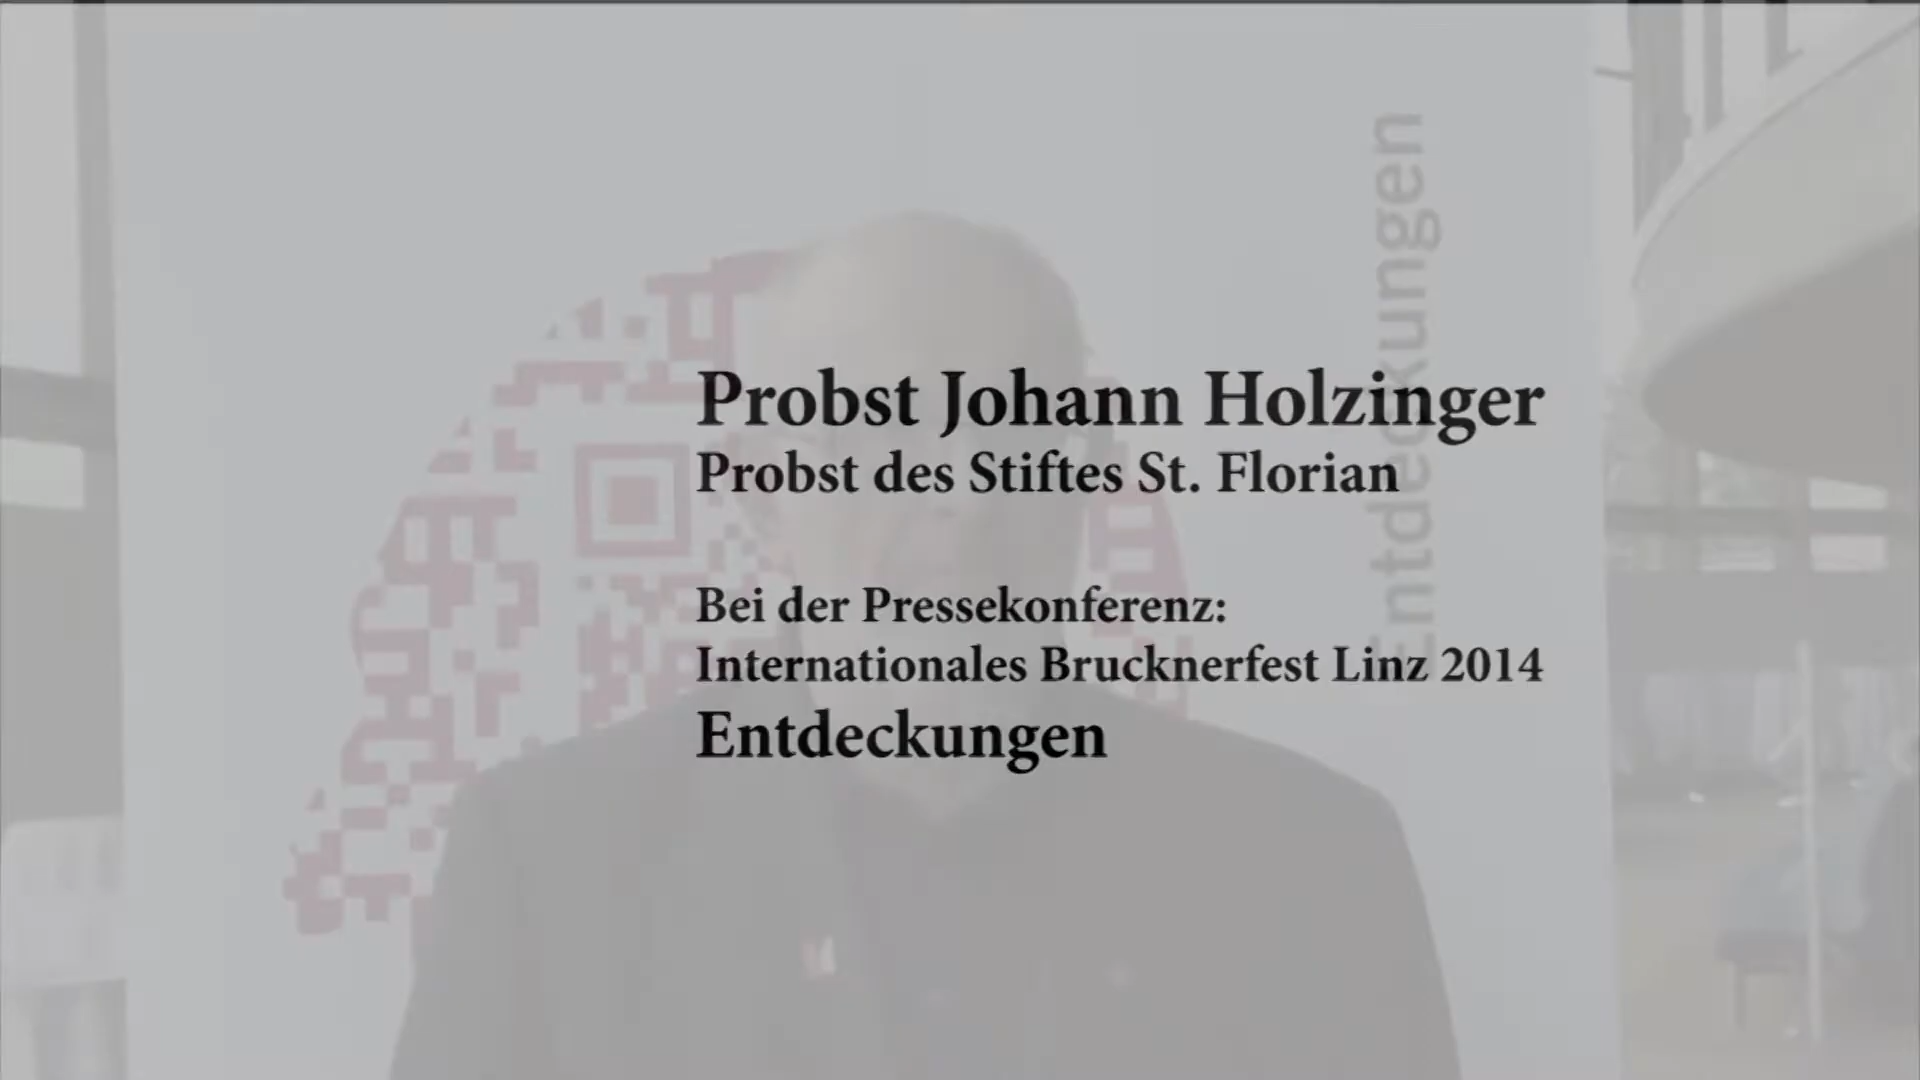 Probst Johann Holzinger
Probst des Stiftes St. Florian
Bei der Pressekonferenz:
Internationales Brucknerfest Linz 2014
Entdeckungen
Entdeckungen